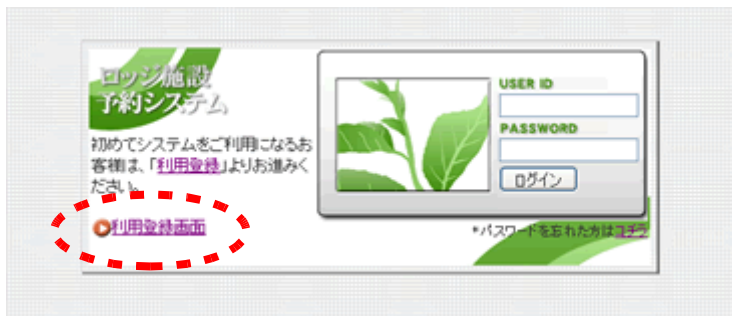 ロッジ施設
予約システム
初めてシステムをご利用になるお
客様は、「利用登録」よりお進みく
ださい。
利用登録画面
USER ID
PASSWORD
ログイン
*パスワードを忘れた方はコチラ